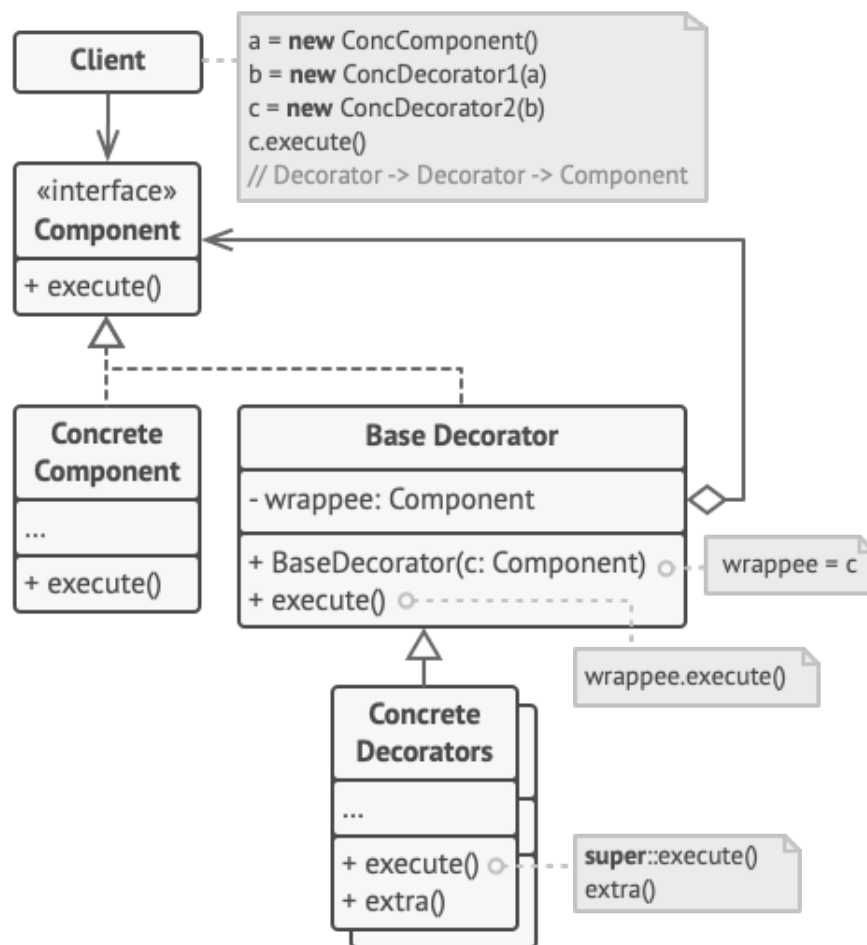 Client
a = new ConcComponent()
b = new ConcDecorator1(a)
c = new ConcDecorator2(b)
c.execute()
// Decorator -> Decorator -> Component
«interface»
Component
+ execute()
Concrete
Component
...
+ execute()
Base Decorator
- wrappee: Component
+ BaseDecorator(c: Component)
+ execute()
wrappee = c
wrappee.execute()
Concrete
Decorators
...
+ execute()
+ extra()
super::execute()
extra()